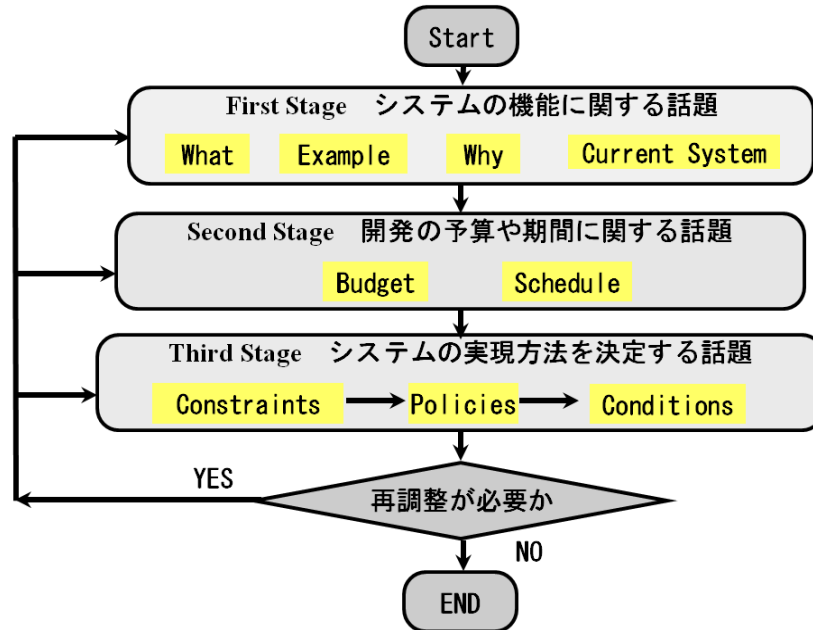 Start
First Stage システムの機能に関する話題
What Example Why Current System
Second Stage 開発の予算や期間に関する話題
Budget Schedule
Third Stage システムの実現方法を決定する話題
Constraints Policies Conditions
YES
再調整が必要か
NO
END